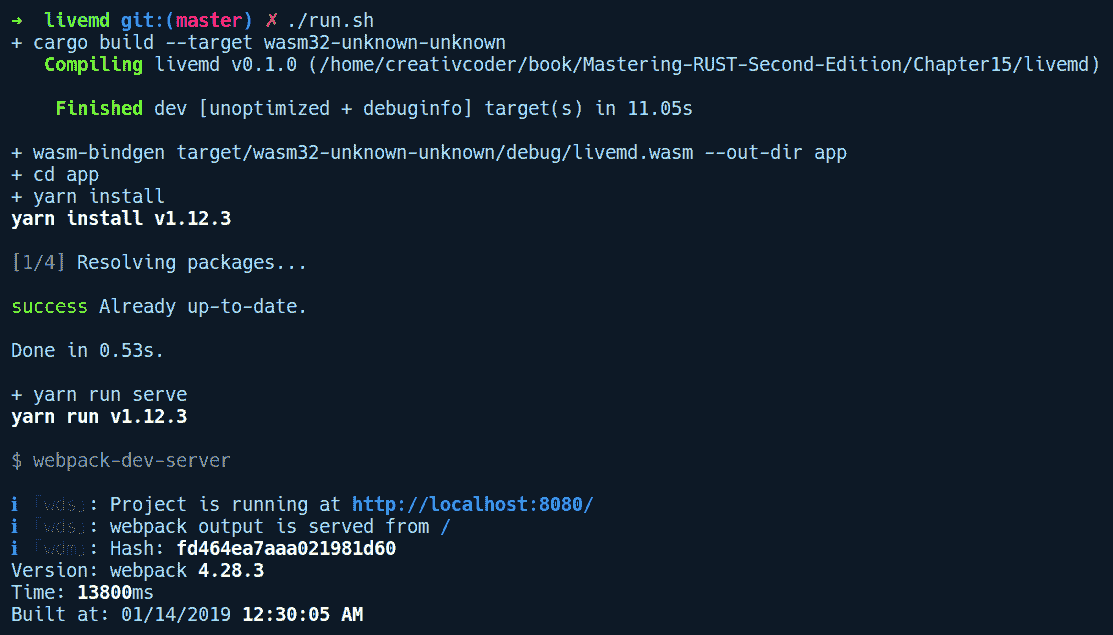 ➜ livemd git:(master) ✗ ./run.sh
+ cargo build --target wasm32-unknown-unknown
Compiling livemd v0.1.0 (/home/creativcoder/book/Mastering-RUST-Second-Edition/Chapter15/livemd)
Finished dev [unoptimized + debuginfo] target(s) in 11.05s
+ wasm-bindgen target/wasm32-unknown-unknown/debug/livemd.wasm --out-dir app
+ cd app
+ yarn install
yarn install v1.12.3
[1/4] Resolving packages...
success Already up-to-date.
Done in 0.53s.
+ yarn run serve
yarn run v1.12.3
$ webpack-dev-server
ℹ ｢wds｣: Project is running at http://localhost:8080/
ℹ ｢wds｣: webpack output is served from /
ℹ ｢wdm｣: Hash: fd464ea7aaa021981d60
Version: webpack 4.28.3
Time: 13800ms
Built at: 01/14/2019 12:30:05 AM